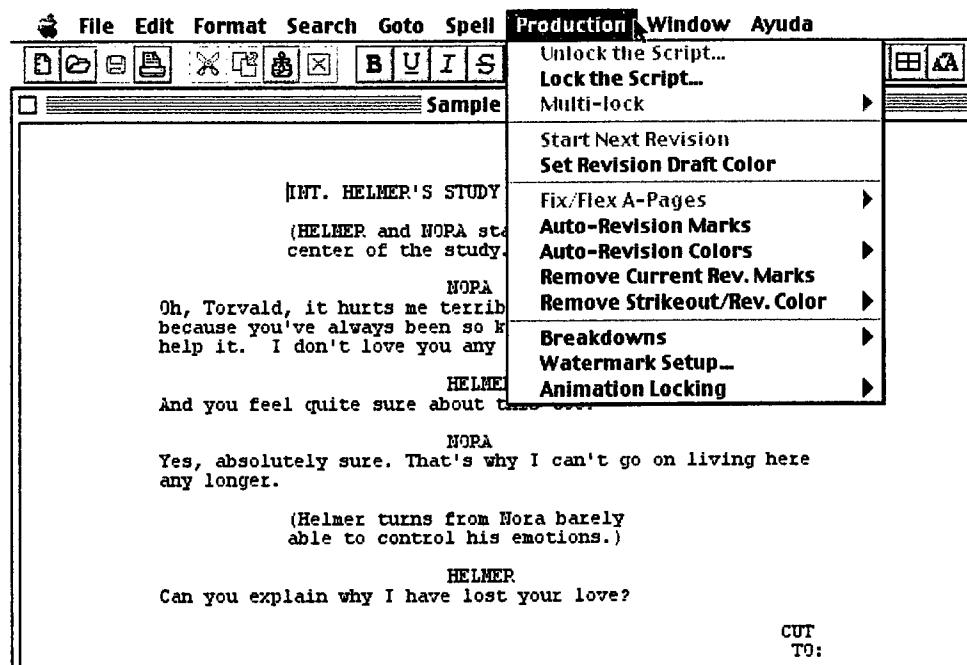 File Edit Format Search Goto Spell Production Window Ayuda
B U I S
Sample
Unlock the Script...
Lock the Script...
Multi-lock
Start Next Revision
Set Revision Draft Color
Fix/Flex A-Pages
Auto-Revision Marks
Auto-Revision Colors
Remove Current Rev. Marks
Remove Strikeout/Rev. Color
Breakdowns
Watermark Setup...
Animation Locking
INT. HELMER'S STUDY
(HELMER and NORA sta
center of the study.
NORA
Oh, Torvald, it hurts me terrib
because you've always been so k
help it. I don't love you any
HELME
And you feel quite sure about
NORA
Yes, absolutely sure. That's why I can't go on living here
any longer.
(Helmer turns from Nora barely
able to control his emotions.)
HELMER
Can you explain why I have lost your love?
CUT
TO: